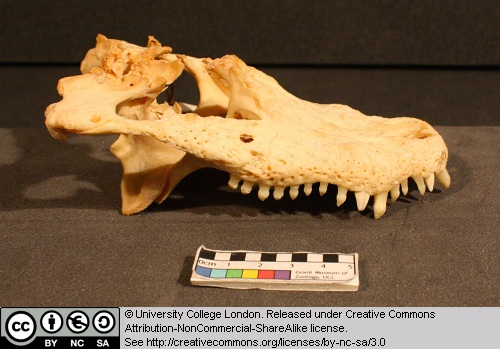 0cm 1 2 3 4 5
Grant Museum of
Zoology, UCL
© University College London. Released under Creative Commons
Attribution-NonCommercial-ShareAlike license.
See http://creativecommons.org/licenses/by-nc-sa/3.0
cc
BY NC SA